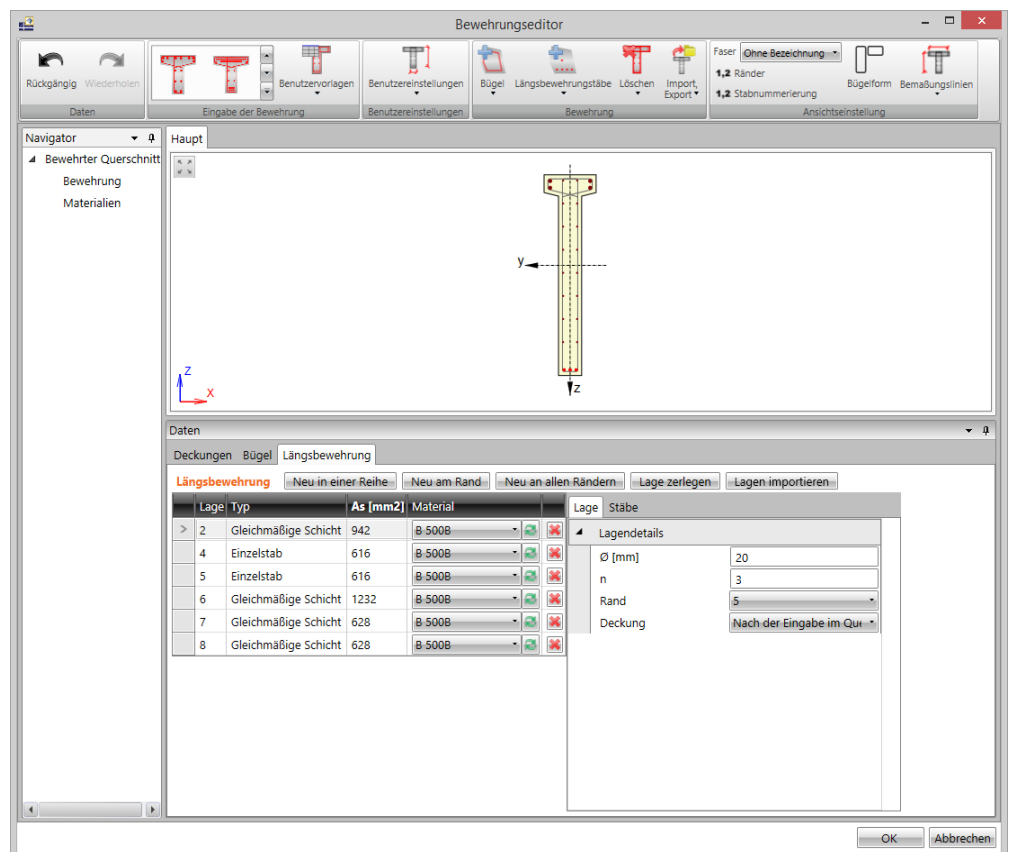 Bewehrungseditor
Rückgängig
Wiederholen
Daten
Eingabe der Bewehrung
Benutzervorlagen
Benutzereinstellungen
Benutzereinstellungen
Bügel
Längsbewehrungstäbe
Löschen
Import, Export
Bewehrung
Faser
Ohne Bezeichnung
1,2 Ränder
1,2 Stabnummerierung
Bügelform
Bemaßungslinien
Ansichtseinstellung
Navigator
Bewehrter Querschnitt
Bewehrung
Materialien
Haupt
y
z
Z
X
Daten
Deckungen Bügel Längsbewehrung
Längsbewehrung Neu in einer Reihe Neu am Rand Neu an allen Rändern Lage zerlegen Lagen importieren
Lage Typ As [mm2] Material
> 2 Gleichmäßige Schicht 942 B 500B
4 Einzelstab 616 B 500B
5 Einzelstab 616 B 500B
6 Gleichmäßige Schicht 1232 B 500B
7 Gleichmäßige Schicht 628 B 500B
8 Gleichmäßige Schicht 628 B 500B
Lage Stäbe
Lagendetails
Ø [mm] 20
n 3
Rand 5
Deckung Nach der Eingabe im Que
OK Abbrechen